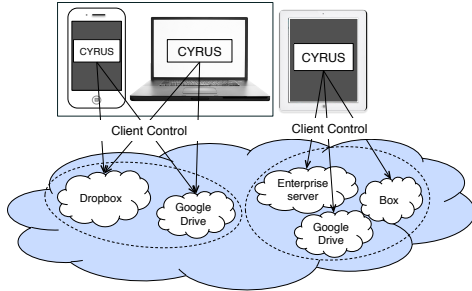 CYRUS
CYRUS
CYRUS
Client Control
Client Control
Dropbox
Google
Drive
Enterprise
server
Google
Drive
Box